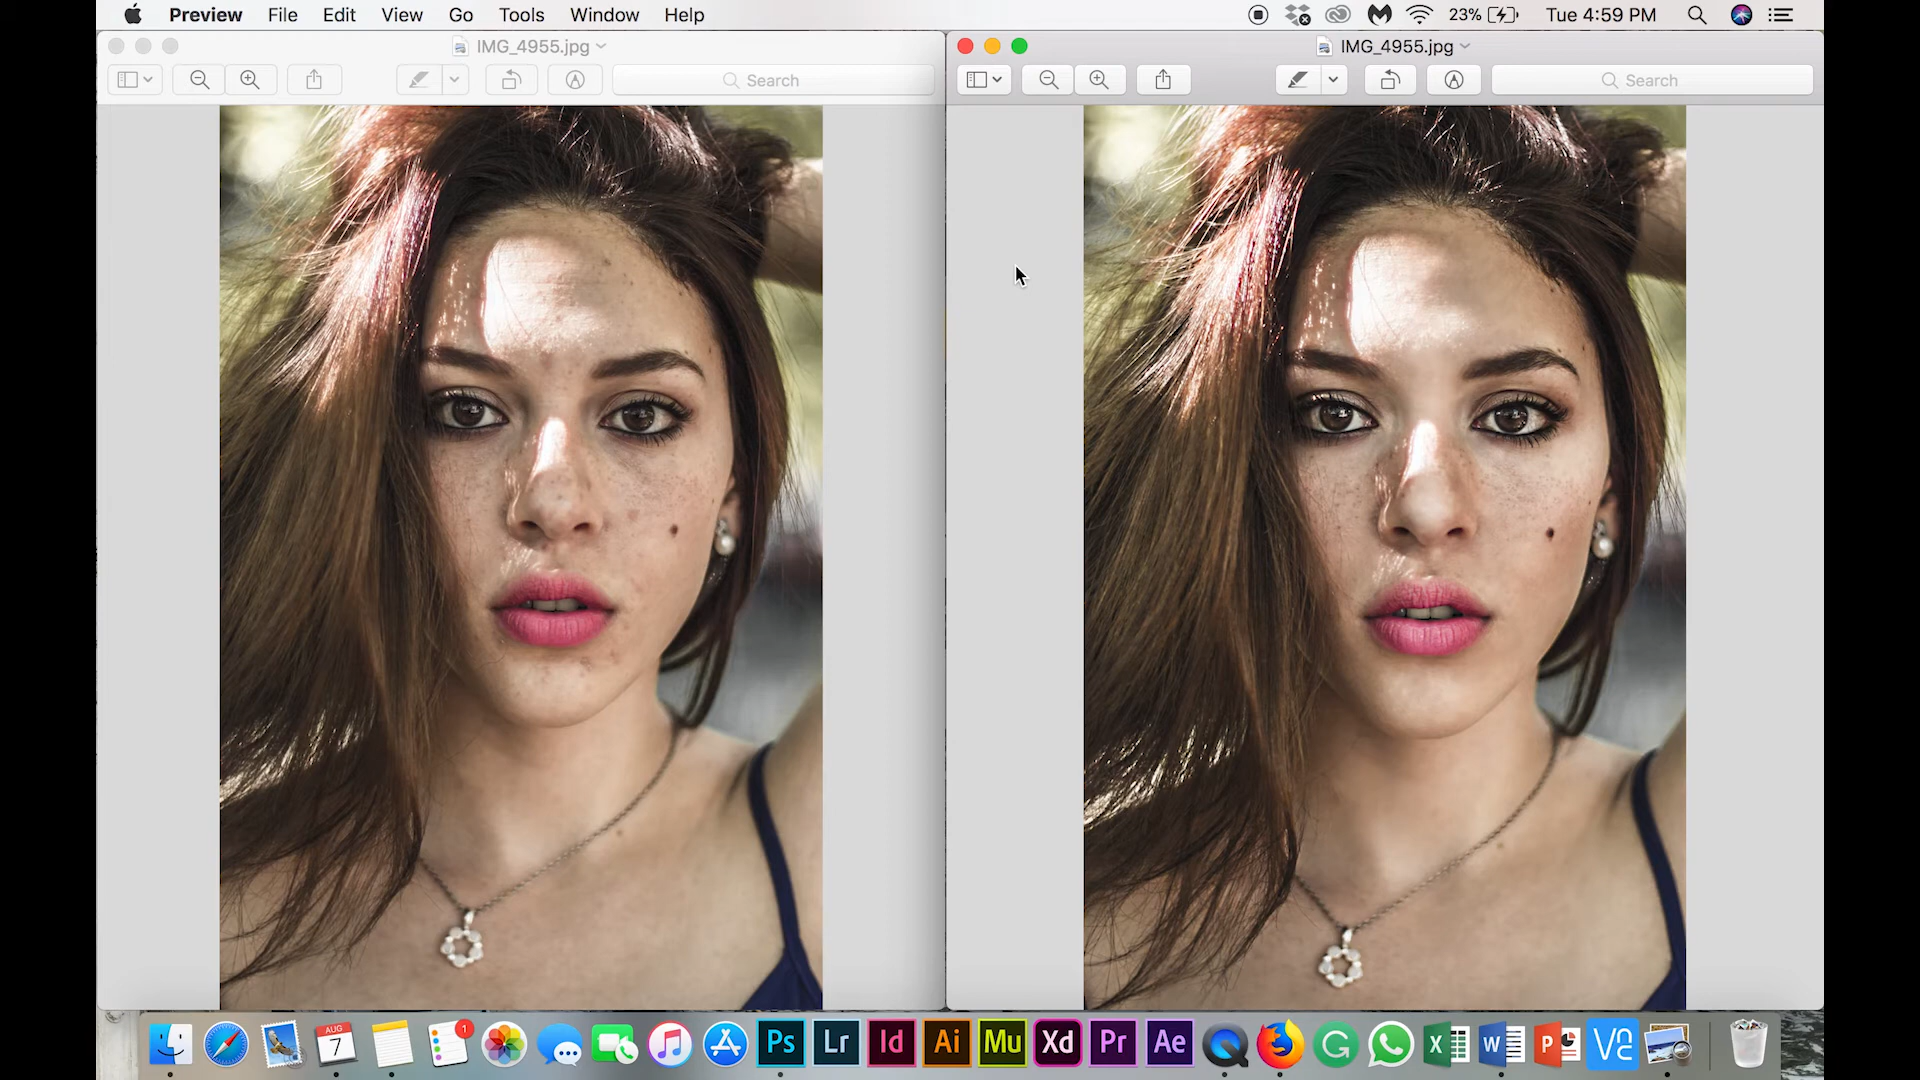 Preview File Edit View Go Tools Window Help 23% Tue 4:59 PM
IMG_4955.jpg
Search
IMG_4955.jpg
Search
AUG
7
1
Ps
Lr
Id
Ai
Mu
Xd
Pr
Ae
G
X
W
P